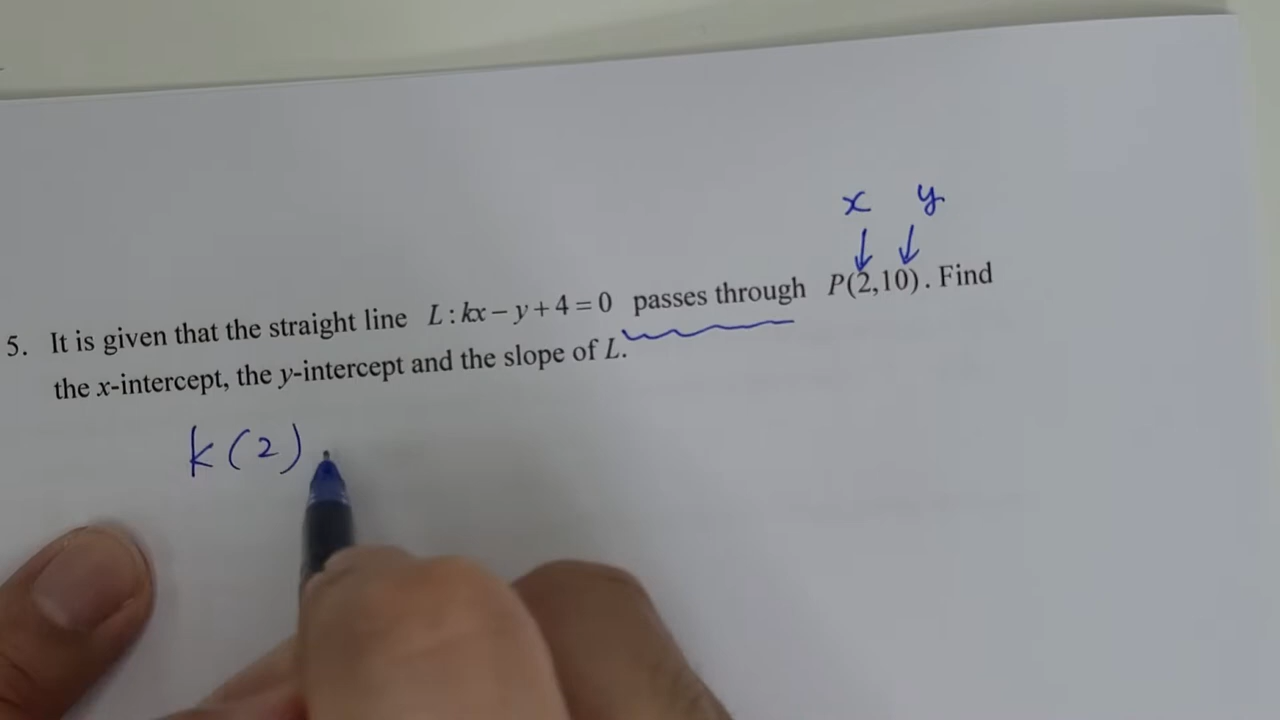 x y
↓ ↓
5. It is given that the straight line L : kx − y + 4 = 0 passes through P(2,10). Find
the x-intercept, the y-intercept and the slope of L.
k(2)